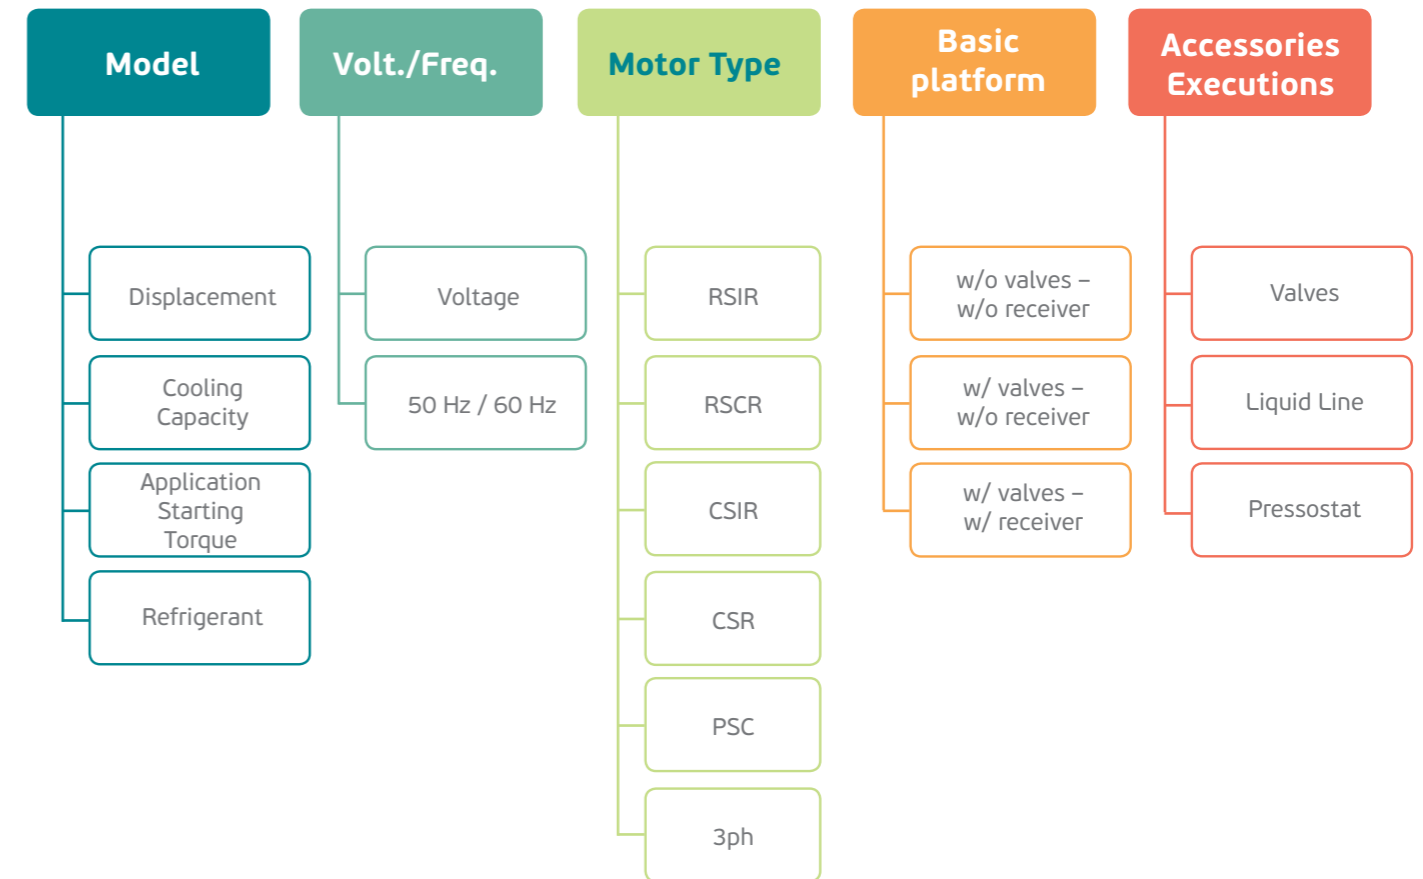 Model
Displacement
Cooling
Capacity
Application
Starting
Torque
Refrigerant
Volt./Freq.
Voltage
50 Hz / 60 Hz
Motor Type
RSIR
RSCR
CSIR
CSR
PSC
3ph
Basic
platform
w/o valves –
w/o receiver
w/ valves –
w/o receiver
w/ valves –
w/ receiver
Accessories
Executions
Valves
Liquid Line
Pressostat